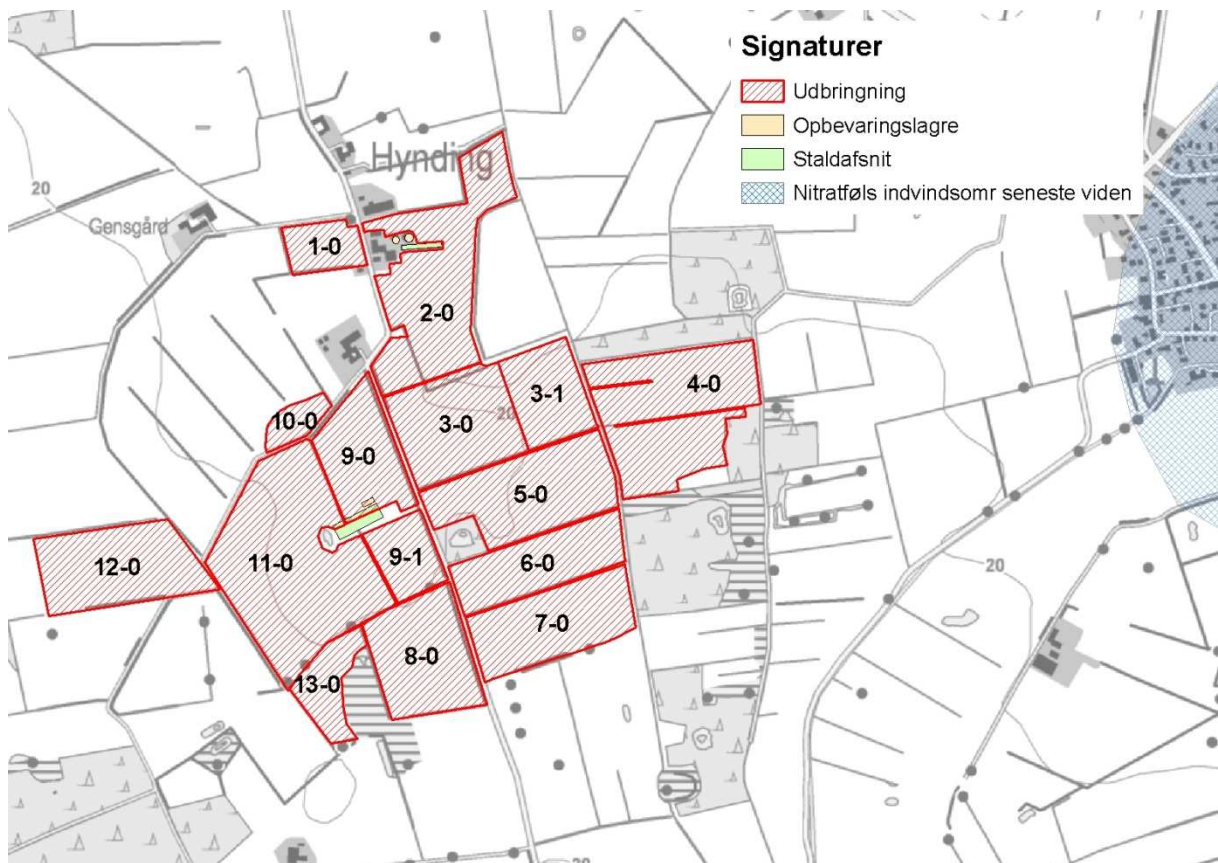 Signaturer
Udbringning
Opbevaringslagre
Staldafsnit
Nitratføls indvindsomr seneste viden
Hynding
20
Gensgård
1-0
2-0
4-0
3-1
20
10-0
3-0
9-0
5-0
12-0
11-0
9-1
6-0
20
7-0
8-0
13-0
20